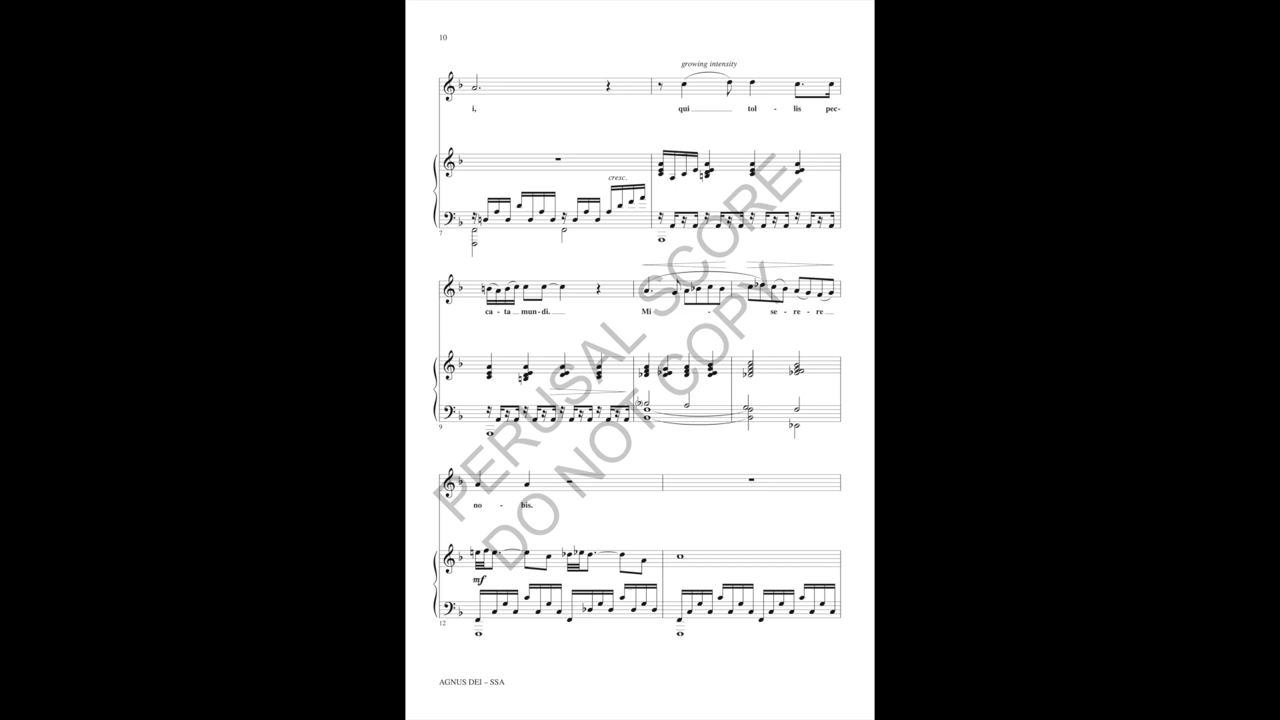 10
growing intensity
i, qui tol - lis pec-
cresc.
7
ca - ta mun - di. Mi - se - re - re
9
no - bis.
mf
12
AGNUS DEI – SSA
PERUSAL SCORE
DO NOT COPY